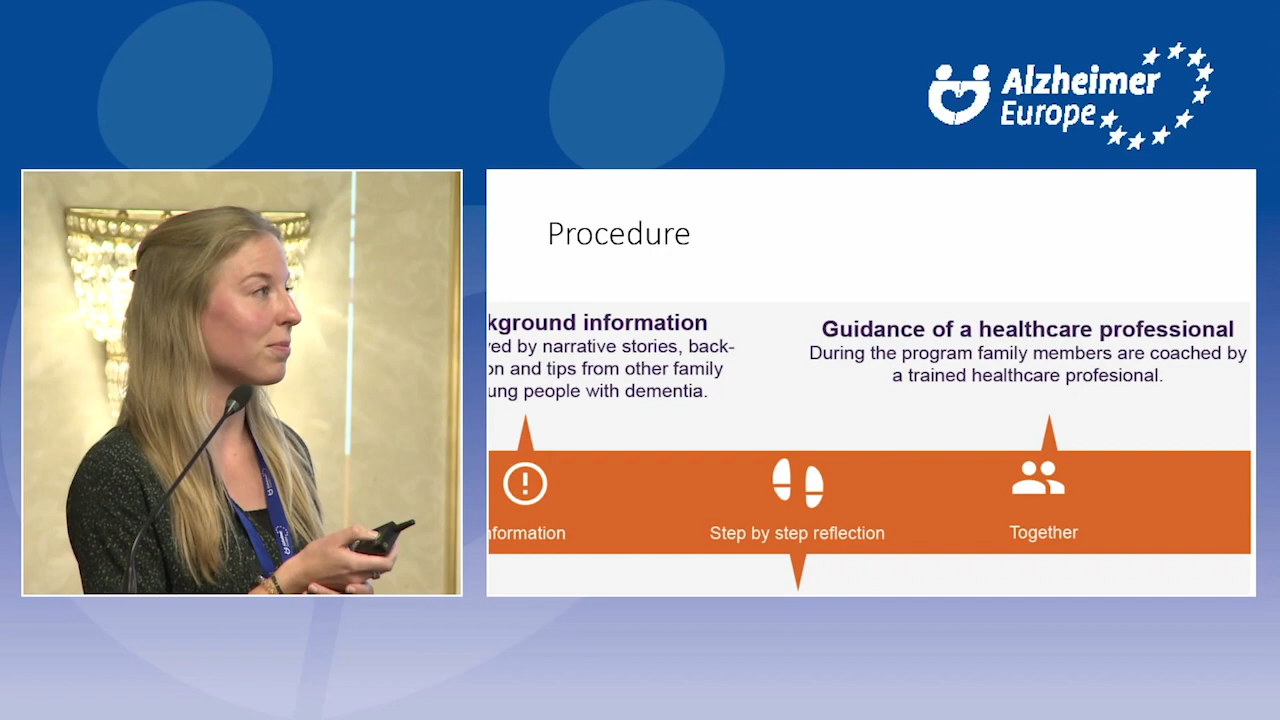 Alzheimer
Europe
Procedure
kground information
ed by narrative stories, back-
on and tips from other family
ung people with dementia.
Guidance of a healthcare professional
During the program family members are coached by
a trained healthcare profesional.
nformation
Step by step reflection
Together